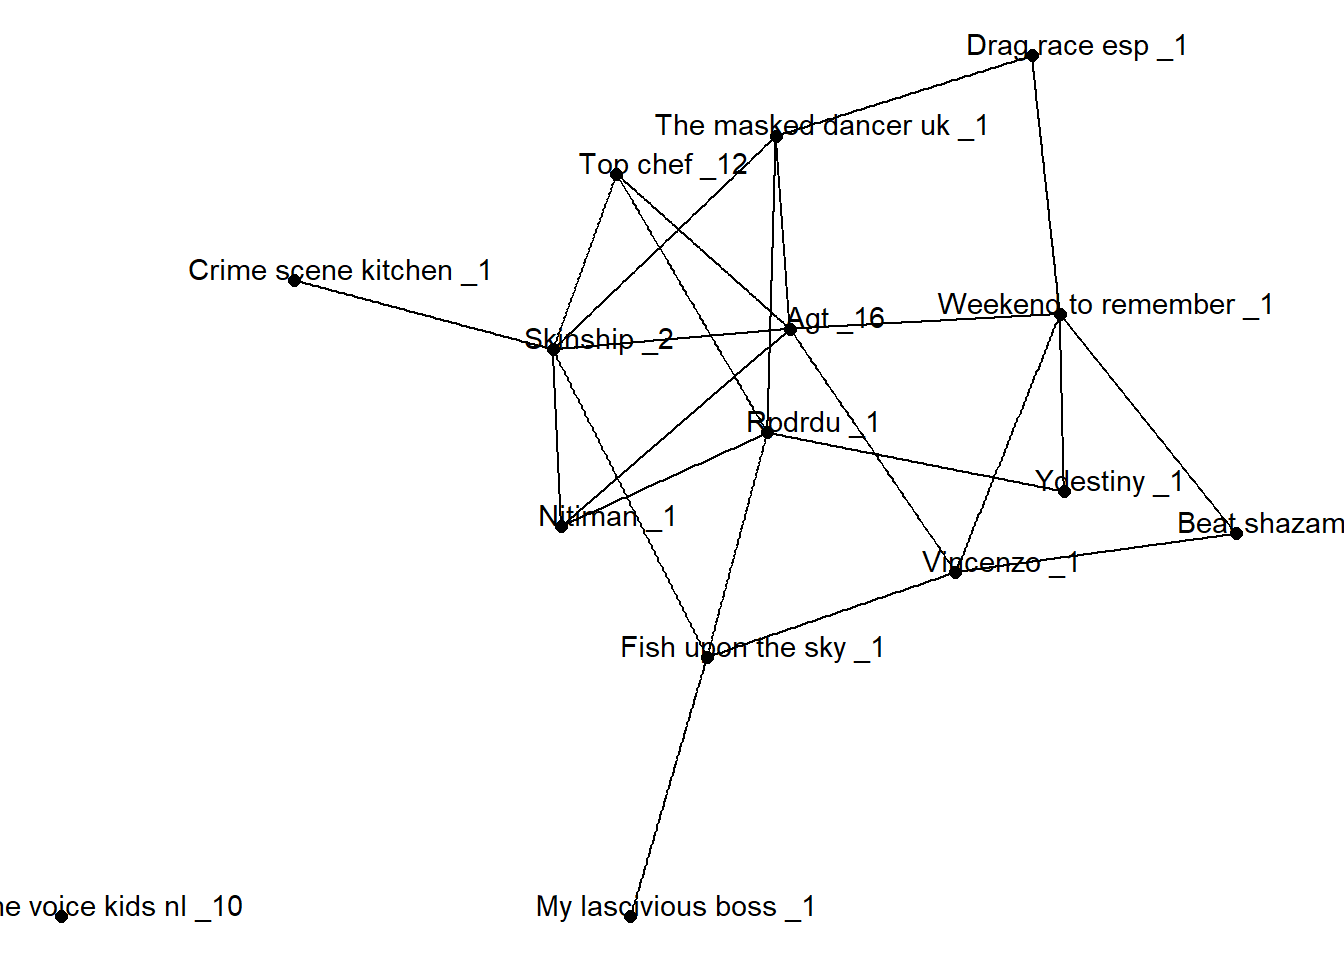 Drag race esp _1
The masked dancer uk _1
Top chef _12
Crime scene kitchen _1
Weekend to remember _1
Agt _16
Skinship _2
Rpdrdu _1
Ydestiny _1
Nitiman _1
Beat shazam
Vincenzo _1
Fish upon the sky _1
voice kids nl _10
My lascivious boss _1